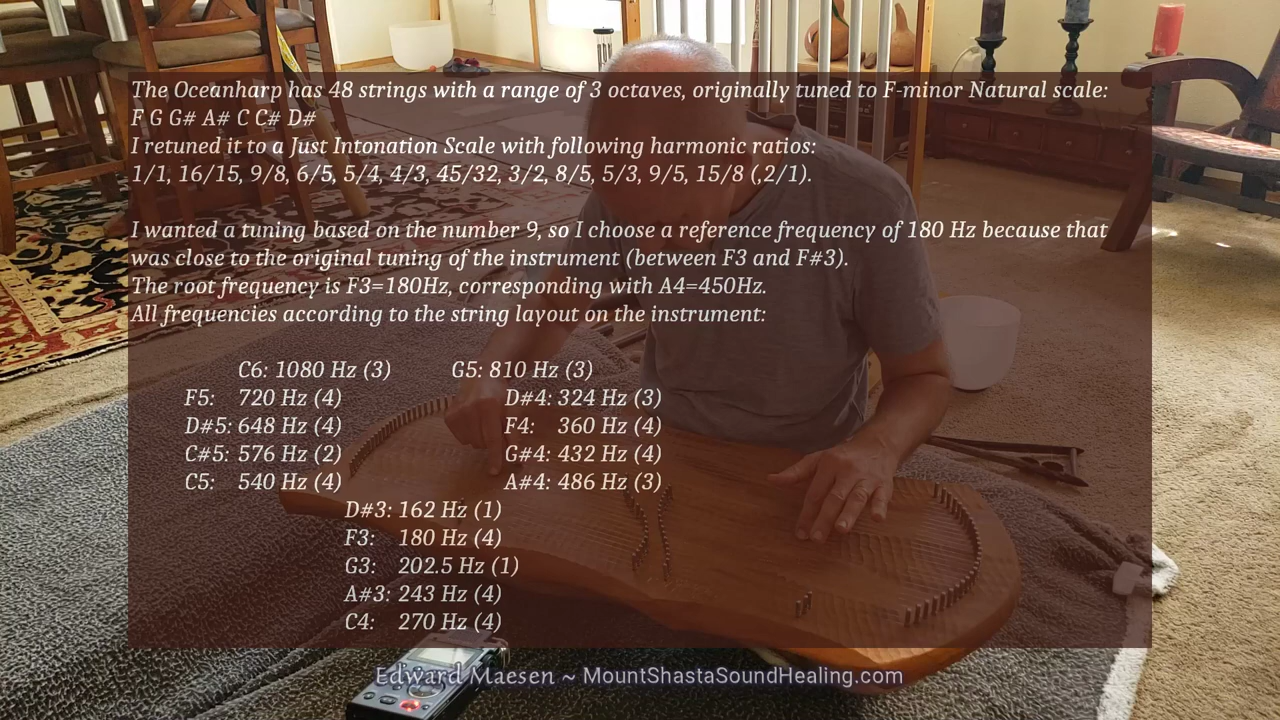 The Oceanharp has 48 strings with a range of 3 octaves, originally tuned to F-minor Natural scale:
F G G# A# C C# D#
I retuned it to a Just Intonation Scale with following harmonic ratios:
1/1, 16/15, 9/8, 6/5, 5/4, 4/3, 45/32, 3/2, 8/5, 5/3, 9/5, 15/8 (,2/1).
I wanted a tuning based on the number 9, so I choose a reference frequency of 180 Hz because that
was close to the original tuning of the instrument (between F3 and F#3).
The root frequency is F3=180Hz, corresponding with A4=450Hz.
All frequencies according to the string layout on the instrument:
C6: 1080 Hz (3) G5: 810 Hz (3)
F5: 720 Hz (4) D#4: 324 Hz (3)
D#5: 648 Hz (4) F4: 360 Hz (4)
C#5: 576 Hz (2) G#4: 432 Hz (4)
C5: 540 Hz (4) A#4: 486 Hz (3)
D#3: 162 Hz (1)
F3: 180 Hz (4)
G3: 202.5 Hz (1)
A#3: 243 Hz (4)
C4: 270 Hz (4)
Edward Maesen ~ MountShastaSoundHealing.com